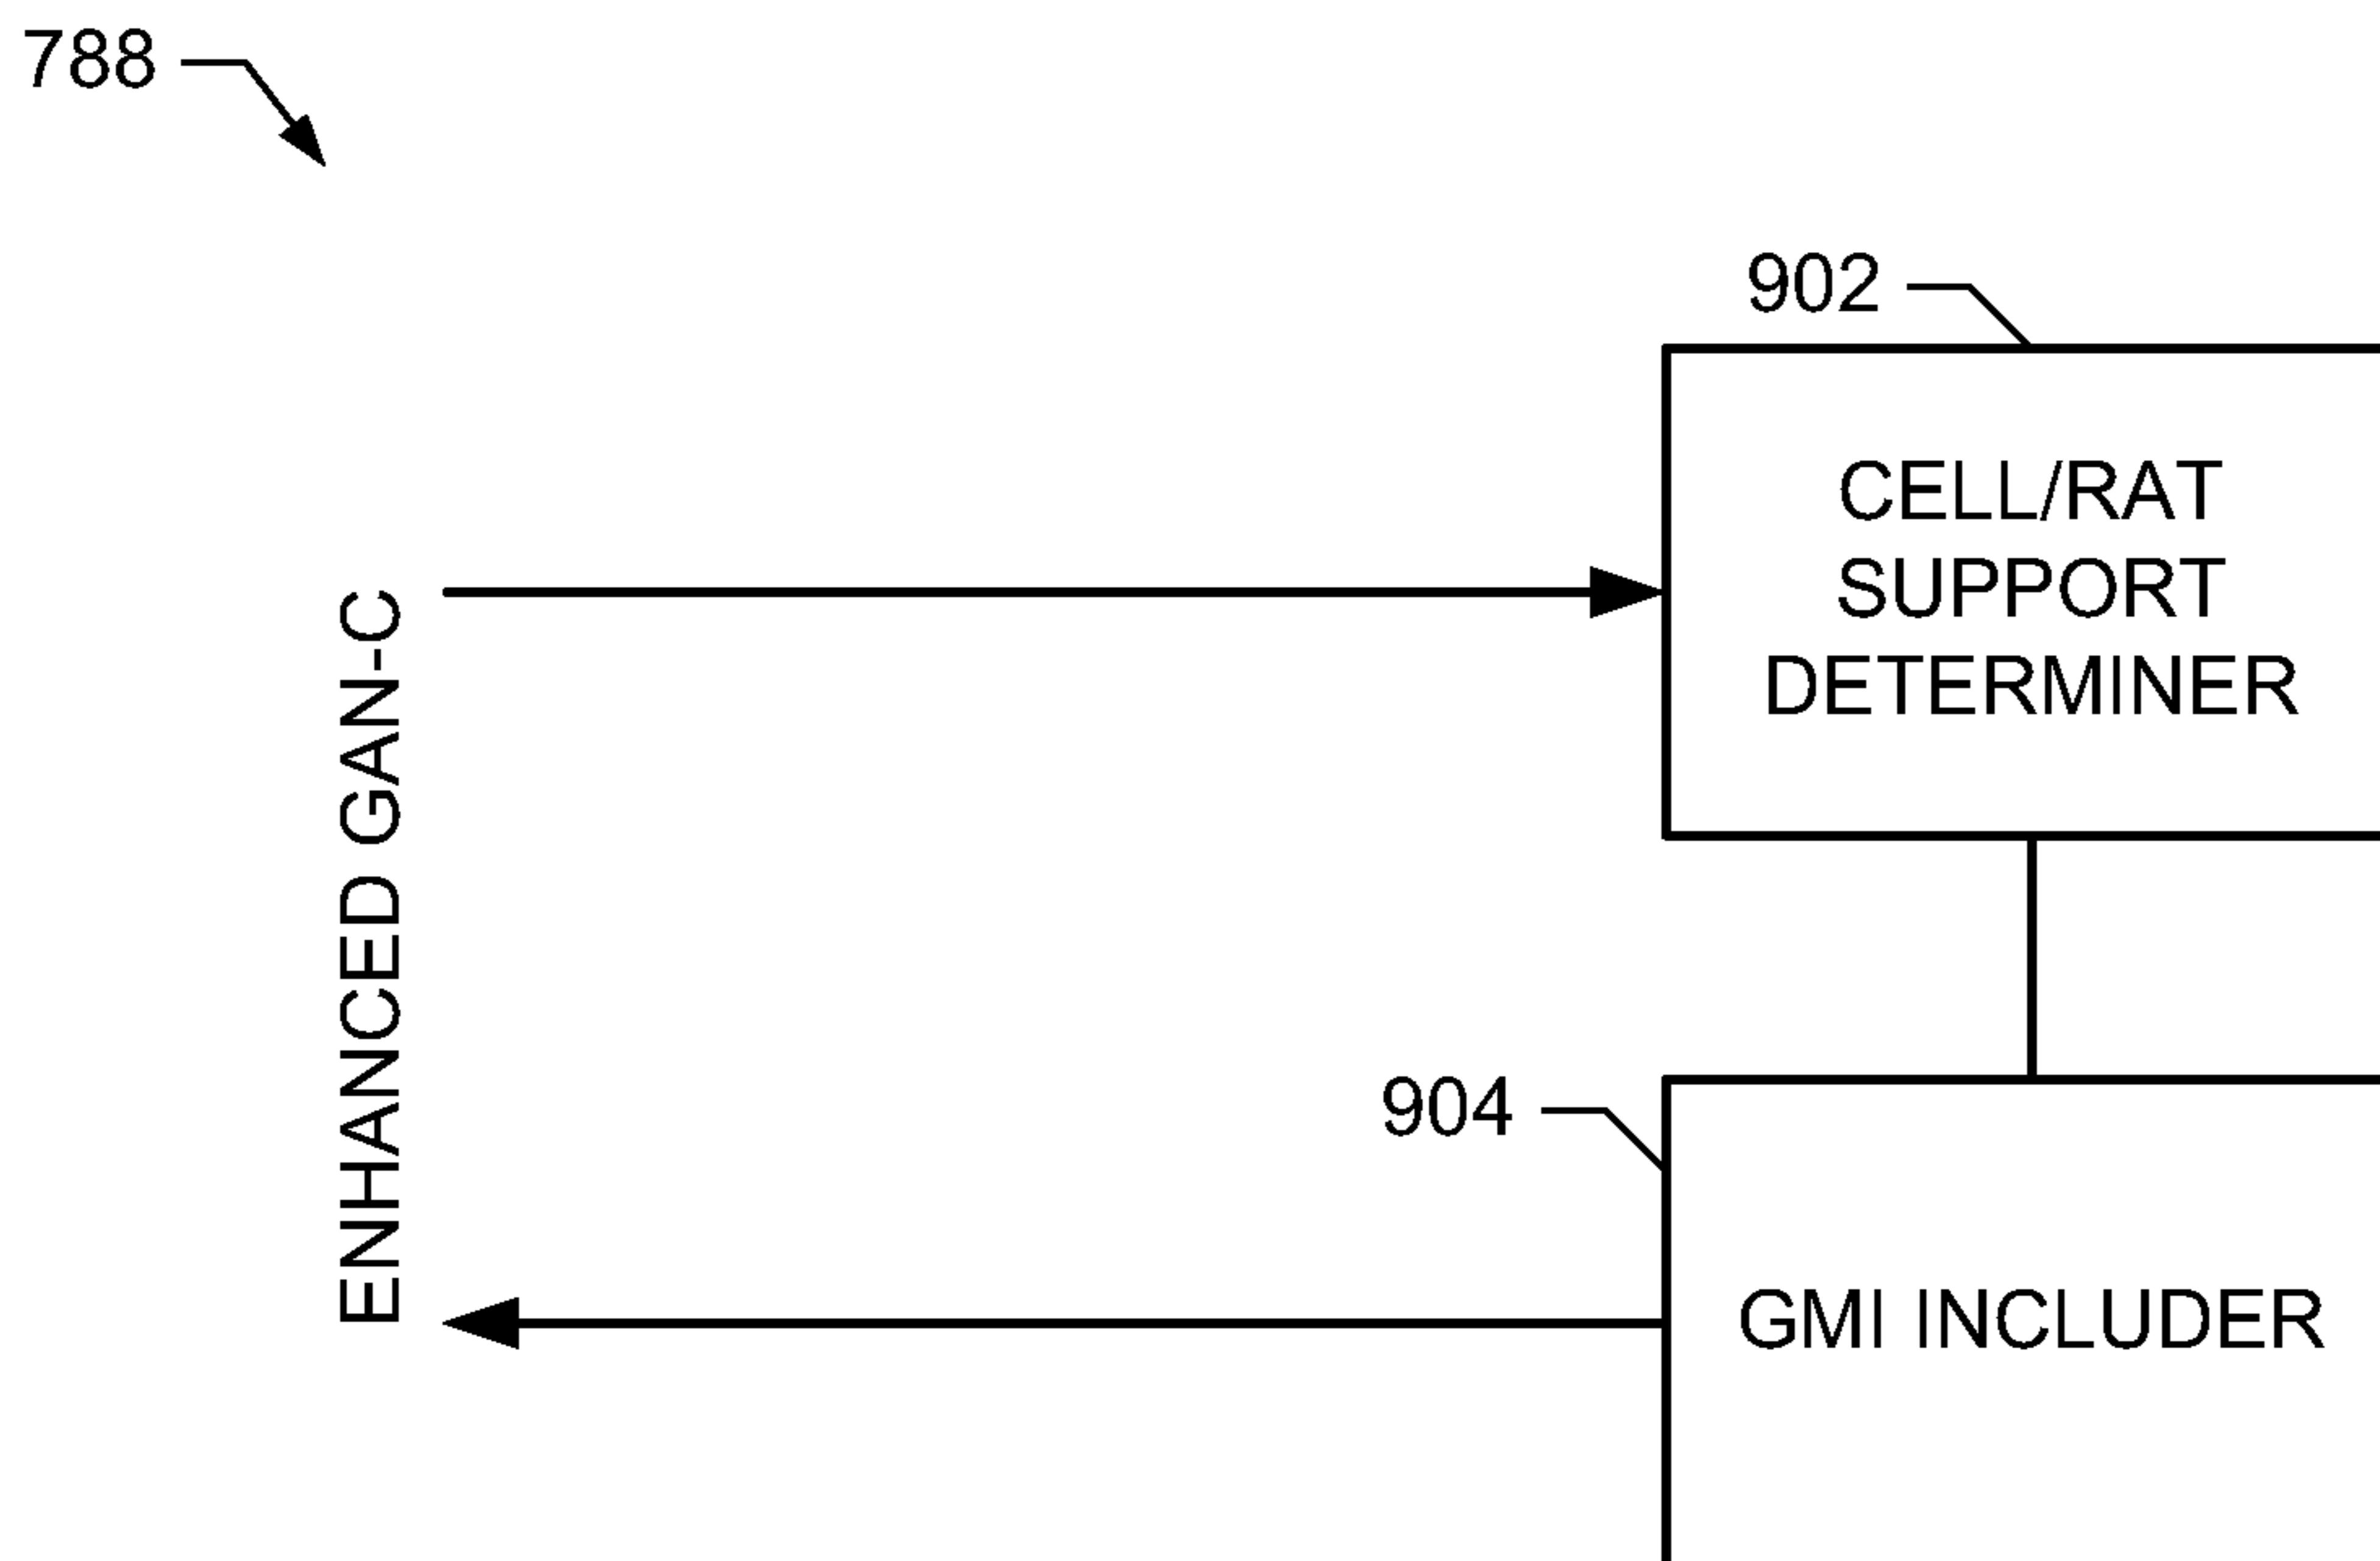 788
902
CELL/RAT
SUPPORT
DETERMINER
ENHANCED GAN-C
904
GMI INCLUDER